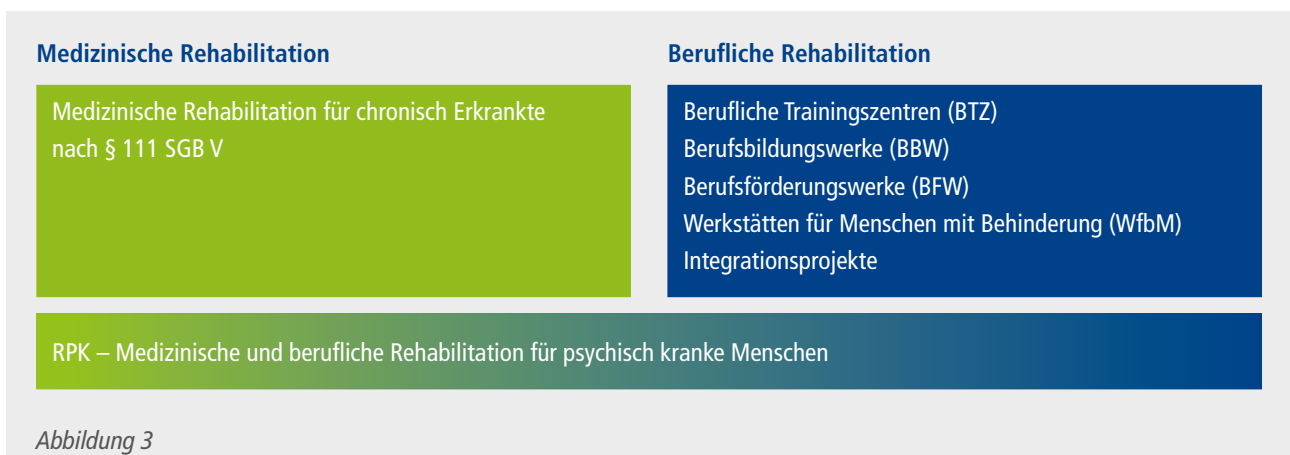 Medizinische Rehabilitation
Medizinische Rehabilitation für chronisch Erkrankte
nach § 111 SGB V
Berufliche Rehabilitation
Berufliche Trainingszentren (BTZ)
Berufsbildungswerke (BBW)
Berufsförderungswerke (BFW)
Werkstätten für Menschen mit Behinderung (WfbM)
Integrationsprojekte
RPK – Medizinische und berufliche Rehabilitation für psychisch kranke Menschen
Abbildung 3